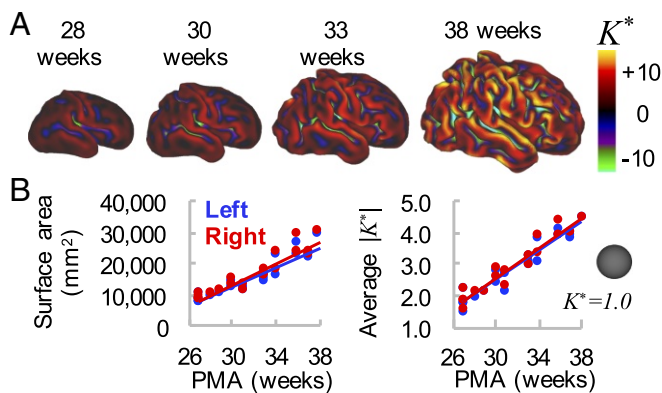 A
28 weeks
30 weeks
33 weeks
38 weeks
K*
+10
0
-10
B
Surface area (mm²)
40,000
30,000
20,000
10,000
0
Left
Right
26 30 34 38
PMA (weeks)
Average |K*|
5.0
4.0
3.0
2.0
1.0
26 30 34 38
PMA (weeks)
K*=1.0